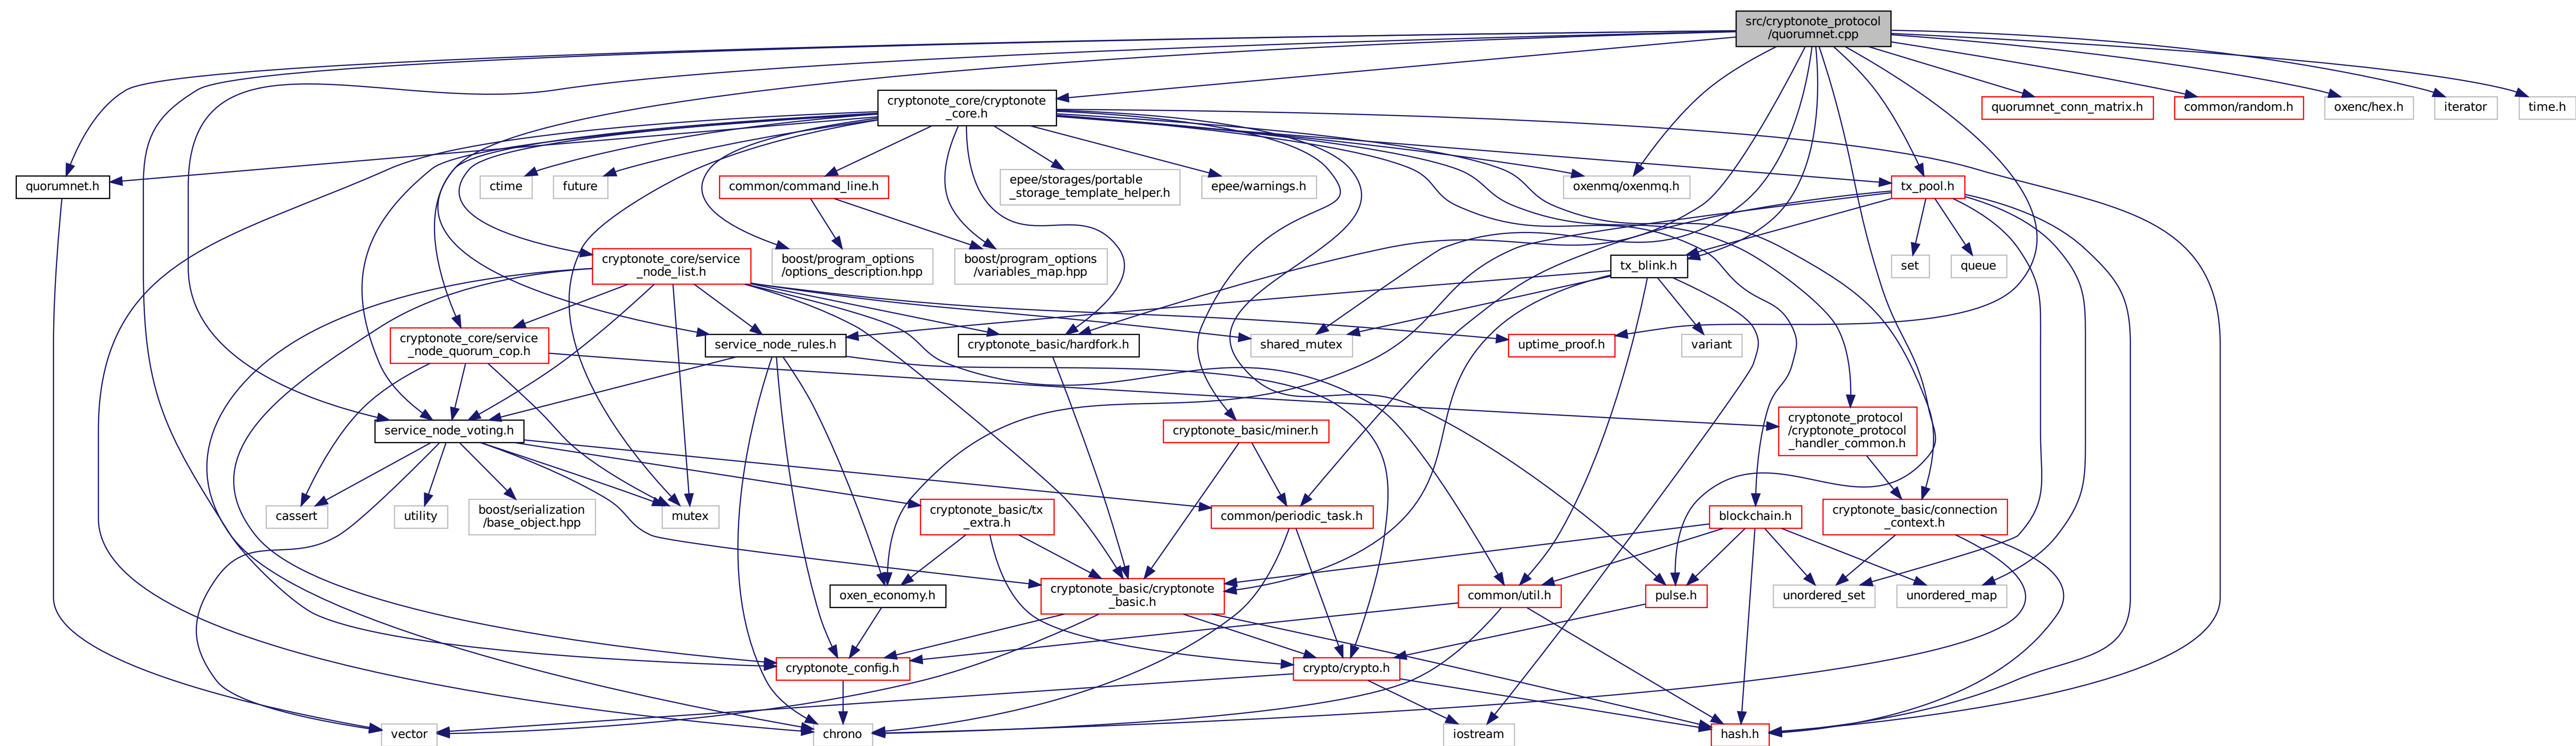 src/cryptonote_protocol
/quorumnet.cpp
cryptonote_core/cryptonote
_core.h
quorumnet_conn_matrix.h
common/random.h
oxenc/hex.h
iterator
time.h
quorumnet.h
ctime
future
common/command_line.h
epee/storages/portable
_storage_template_helper.h
epee/warnings.h
oxenmq/oxenmq.h
tx_pool.h
cryptonote_core/service
_node_list.h
boost/program_options
/options_description.hpp
boost/program_options
/variables_map.hpp
tx_blink.h
set
queue
cryptonote_core/service
_node_quorum_cop.h
service_node_rules.h
cryptonote_basic/hardfork.h
shared_mutex
uptime_proof.h
variant
service_node_voting.h
cryptonote_basic/miner.h
cryptonote_protocol
/cryptonote_protocol
_handler_common.h
cassert
utility
boost/serialization
/base_object.hpp
mutex
cryptonote_basic/tx
_extra.h
common/periodic_task.h
blockchain.h
cryptonote_basic/connection
_context.h
oxen_economy.h
cryptonote_basic/cryptonote
_basic.h
common/util.h
pulse.h
unordered_set
unordered_map
cryptonote_config.h
crypto/crypto.h
vector
chrono
iostream
hash.h